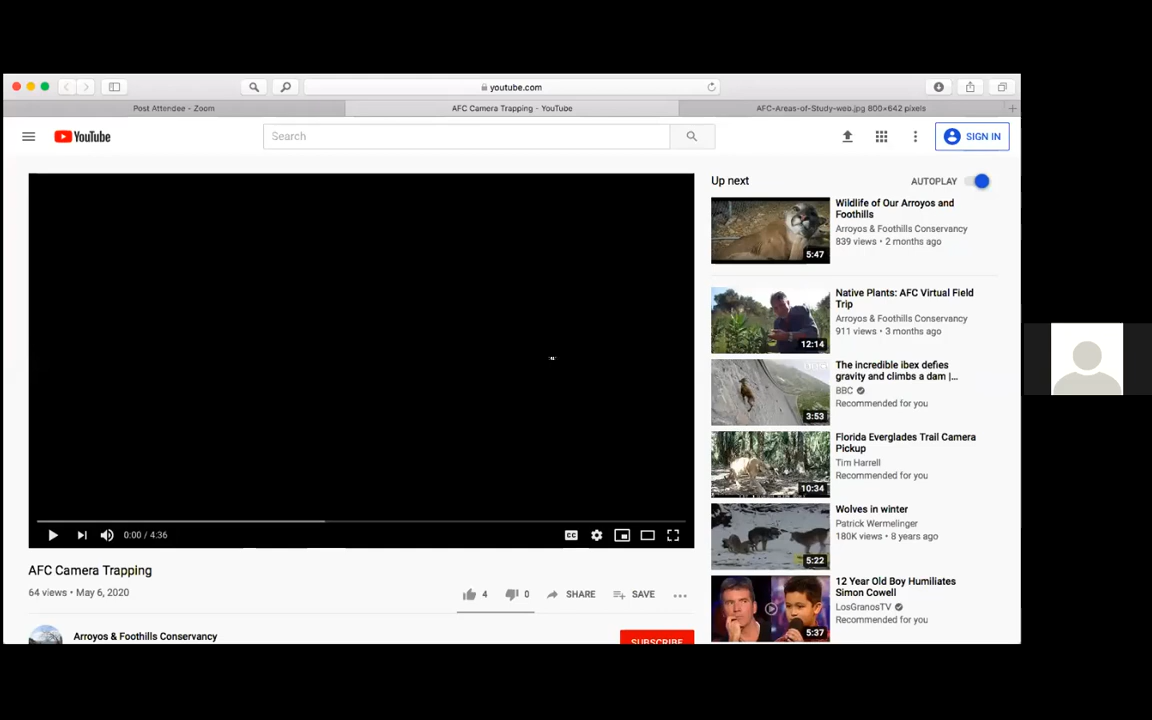 youtube.com
Post Attendee - Zoom
AFC Camera Trapping - YouTube
AFC-Areas-of-Study-web.jpg 800×642 pixels
YouTube
Search
SIGN IN
Up next
AUTOPLAY
Wildlife of Our Arroyos and
Foothills
Arroyos & Foothills Conservancy
839 views • 2 months ago
5:47
Native Plants: AFC Virtual Field
Trip
Arroyos & Foothills Conservancy
911 views • 3 months ago
12:14
The incredible ibex defies
gravity and climbs a dam |...
BBC
Recommended for you
3:53
Florida Everglades Trail Camera
Pickup
Tim Harrell
Recommended for you
10:34
Wolves in winter
Patrick Wermelinger
180K views • 8 years ago
5:22
12 Year Old Boy Humiliates
Simon Cowell
LosGranosTV
Recommended for you
5:37
0:00 / 4:36
CC
AFC Camera Trapping
64 views • May 6, 2020
4
0
SHARE
SAVE
Arroyos & Foothills Conservancy
SUBSCRIBE